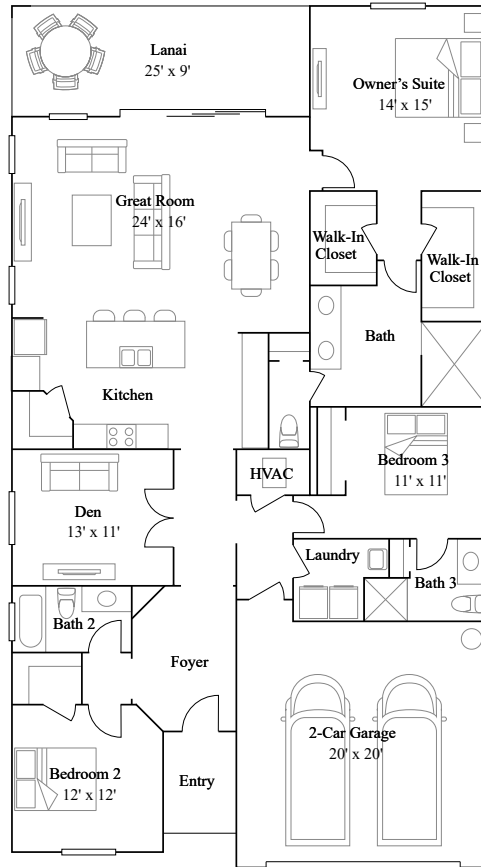 Lanai
25' x 9'
Owner's Suite
14' x 15'
Great Room
24' x 16'
Walk-In
Closet
Walk-In
Closet
Bath
Kitchen
Bedroom 3
11' x 11'
HVAC
Den
13' x 11'
Laundry
Bath 3
Bath 2
Foyer
2-Car Garage
20' x 20'
Bedroom 2
12' x 12'
Entry